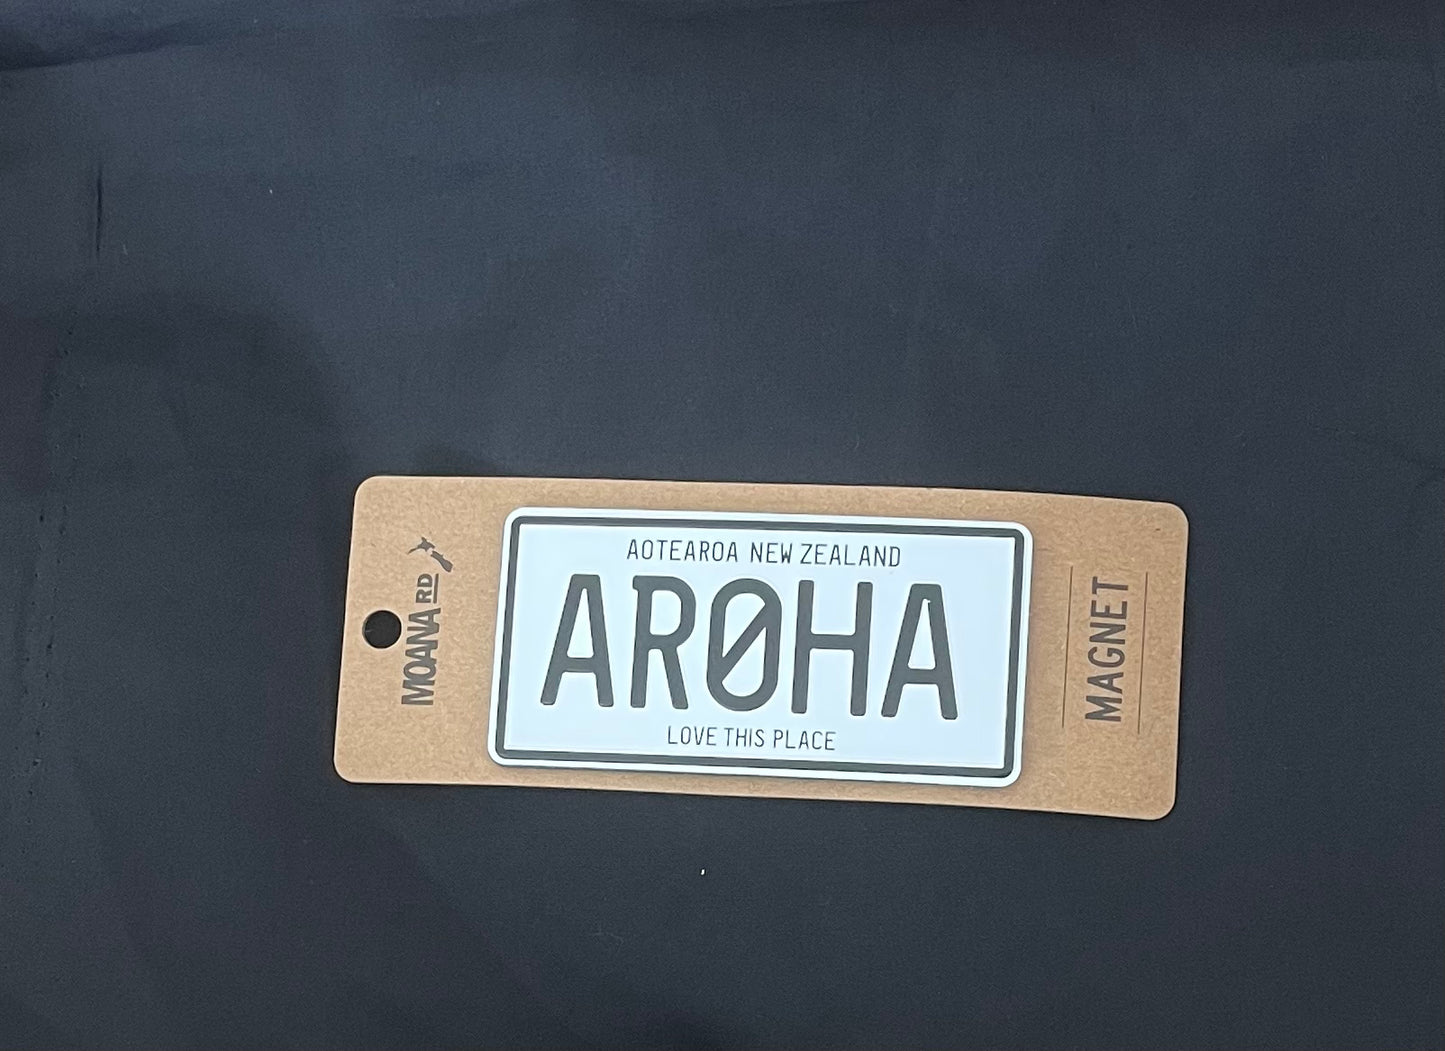 MOANA RD
AOTEAROA NEW ZEALAND
AR0HA
LOVE THIS PLACE
MAGNET